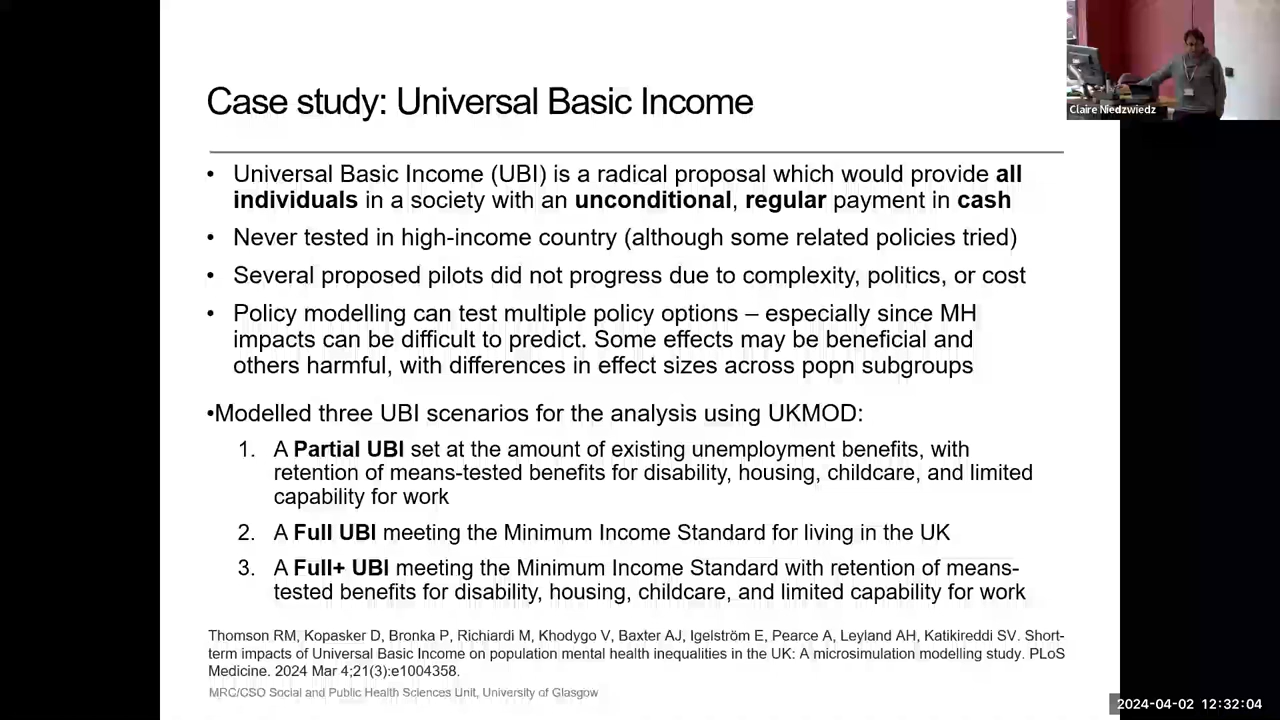 Case study: Universal Basic Income
Claire Niedzwiedz
• Universal Basic Income (UBI) is a radical proposal which would provide all
individuals in a society with an unconditional, regular payment in cash
• Never tested in high-income country (although some related policies tried)
• Several proposed pilots did not progress due to complexity, politics, or cost
• Policy modelling can test multiple policy options – especially since MH
impacts can be difficult to predict. Some effects may be beneficial and
others harmful, with differences in effect sizes across popn subgroups
•Modelled three UBI scenarios for the analysis using UKMOD:
1. A Partial UBI set at the amount of existing unemployment benefits, with
retention of means-tested benefits for disability, housing, childcare, and limited
capability for work
2. A Full UBI meeting the Minimum Income Standard for living in the UK
3. A Full+ UBI meeting the Minimum Income Standard with retention of means-
tested benefits for disability, housing, childcare, and limited capability for work
Thomson RM, Kopasker D, Bronka P, Richiardi M, Khodygo V, Baxter AJ, Igelström E, Pearce A, Leyland AH, Katikireddi SV. Short-
term impacts of Universal Basic Income on population mental health inequalities in the UK: A microsimulation modelling study. PLoS
Medicine. 2024 Mar 4;21(3):e1004358.
MRC/CSO Social and Public Health Sciences Unit, University of Glasgow
2024-04-02 12:32:04